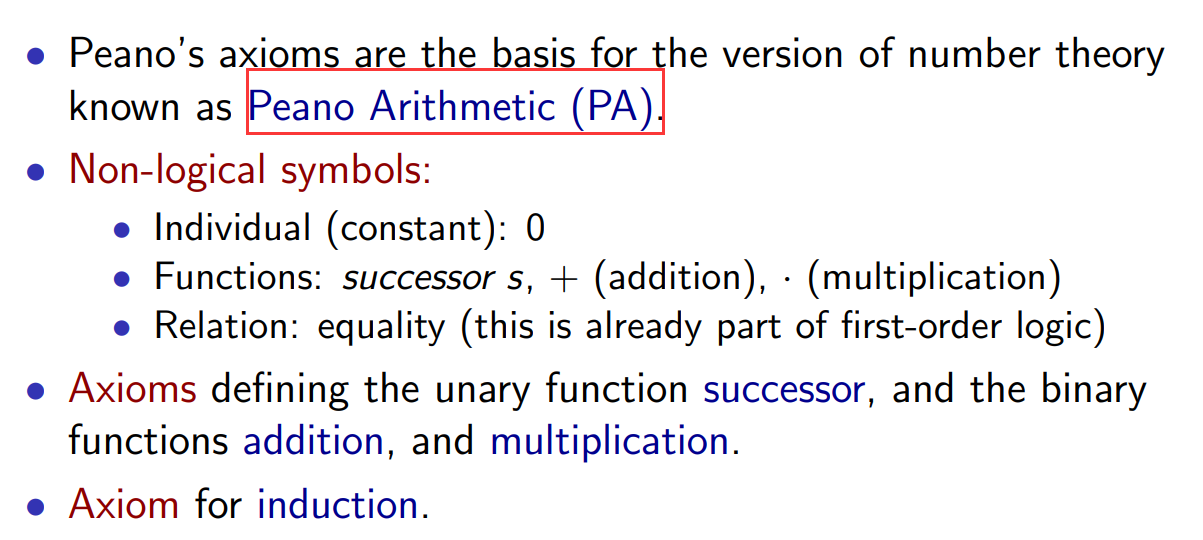 • Peano's axioms are the basis for the version of number theory
known as Peano Arithmetic (PA).
• Non-logical symbols:
• Individual (constant): 0
• Functions: successor s, + (addition), · (multiplication)
• Relation: equality (this is already part of first-order logic)
• Axioms defining the unary function successor, and the binary
functions addition, and multiplication.
• Axiom for induction.